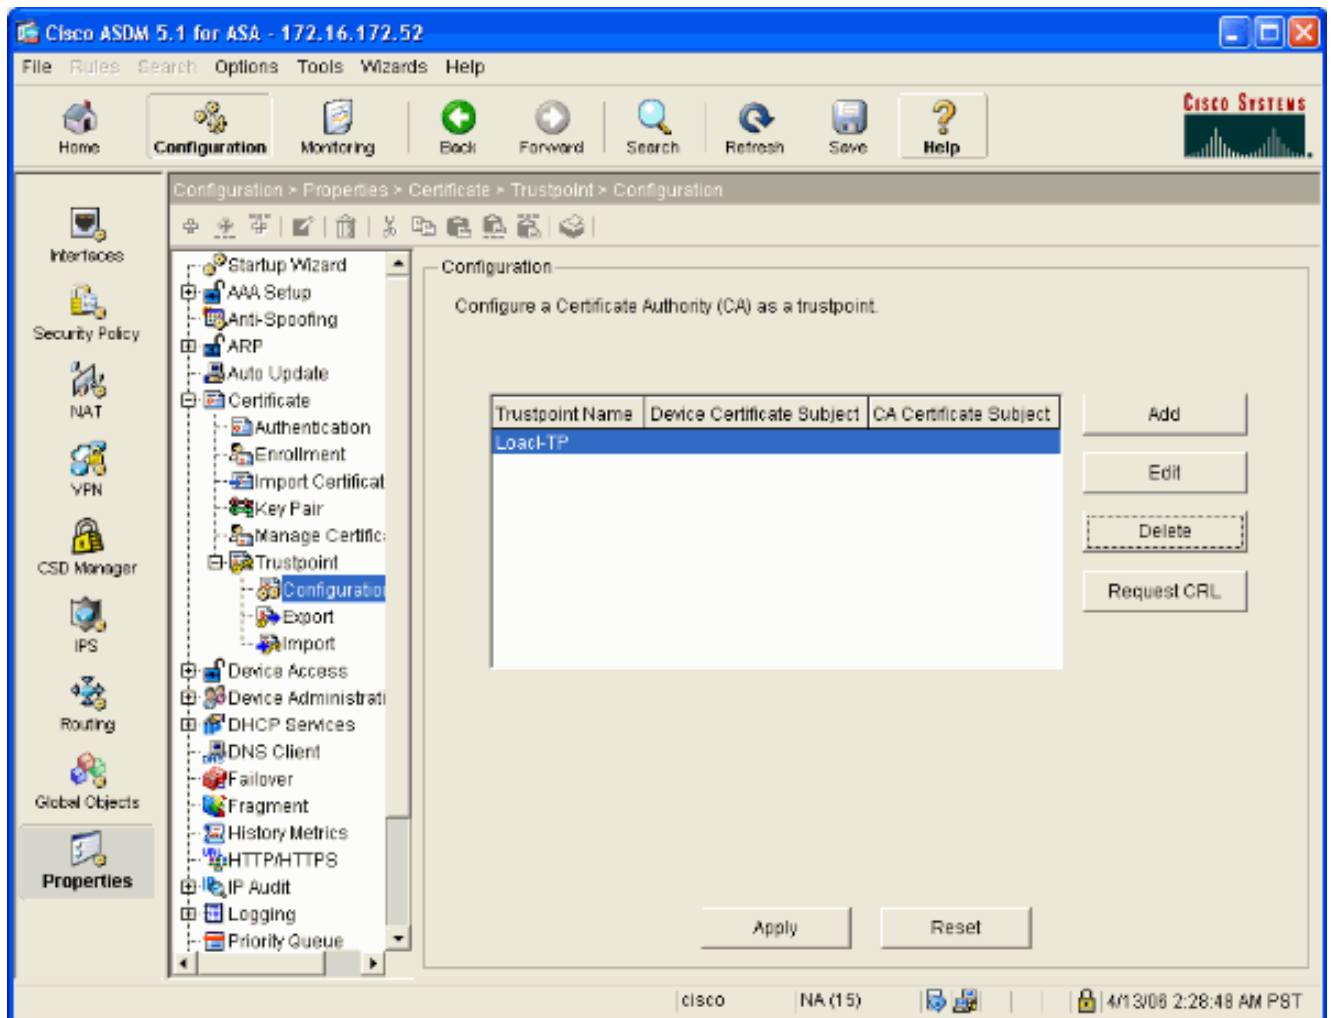 Cisco ASDM 5.1 for ASA - 172.16.172.52
File Rules Search Options Tools Wizards Help
Home Configuration Monitoring Back Forward Search Refresh Save Help
CISCO SYSTEMS
Configuration > Properties > Certificate > Trustpoint > Configuration
Interfaces
Security Policy
NAT
VPN
CSD Manager
IPS
Routing
Global Objects
Properties
Startup Wizard
AAA Setup
Anti-Spoofing
ARP
Auto Update
Certificate
Authentication
Enrollment
Import Certificat
Key Pair
Manage Certific
Trustpoint
Configuratio
Export
Import
Device Access
Device Administrati
DHCP Services
DNS Client
Failover
Fragment
History Metrics
HTTP/HTTPS
IP Audit
Logging
Priority Queue
Configuration
Configure a Certificate Authority (CA) as a trustpoint.
Trustpoint Name Device Certificate Subject CA Certificate Subject
Loacl-TP
Add
Edit
Delete
Request CRL
Apply Reset
cisco NA (15) 4/13/06 2:28:48 AM PST